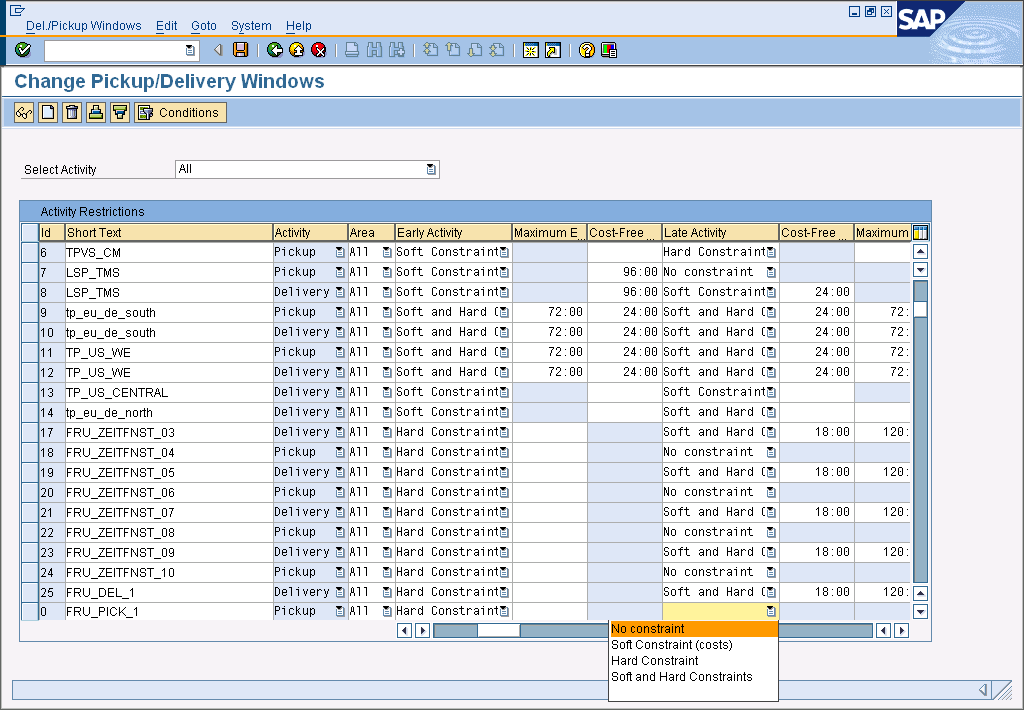 Del./Pickup Windows Edit Goto System Help
SAP
Change Pickup/Delivery Windows
Conditions
Select Activity All
Activity Restrictions
Id Short Text Activity Area Early Activity Maximum E... Cost-Free ... Late Activity Cost-Free ... Maximum
6 TPVS_CM Pickup All Soft Constraint Hard Constraint
7 LSP_TMS Pickup All Soft Constraint 96:00 No constraint
8 LSP_TMS Delivery All Soft Constraint 96:00 Soft Constraint 24:00
9 tp_eu_de_south Pickup All Soft and Hard C 72:00 24:00 Soft and Hard C 24:00 72:
10 tp_eu_de_south Delivery All Soft and Hard C 72:00 24:00 Soft and Hard C 24:00 72:
11 TP_US_WE Pickup All Soft and Hard C 72:00 24:00 Soft and Hard C 24:00 72:
12 TP_US_WE Delivery All Soft and Hard C 72:00 24:00 Soft and Hard C 24:00 72:
13 TP_US_CENTRAL Delivery All Soft Constraint Soft Constraint
14 tp_eu_de_north Delivery All Soft Constraint Soft and Hard C
17 FRU_ZEITFNST_03 Delivery All Hard Constraint Soft and Hard C 18:00 120:
18 FRU_ZEITFNST_04 Pickup All Hard Constraint No constraint
19 FRU_ZEITFNST_05 Delivery All Hard Constraint Soft and Hard C 18:00 120:
20 FRU_ZEITFNST_06 Pickup All Hard Constraint No constraint
21 FRU_ZEITFNST_07 Delivery All Hard Constraint Soft and Hard C 18:00 120:
22 FRU_ZEITFNST_08 Pickup All Hard Constraint No constraint
23 FRU_ZEITFNST_09 Delivery All Hard Constraint Soft and Hard C 18:00 120:
24 FRU_ZEITFNST_10 Pickup All Hard Constraint No constraint
25 FRU_DEL_1 Delivery All Hard Constraint Soft and Hard C 18:00 120:
0 FRU_PICK_1 Pickup All Hard Constraint
No constraint
Soft Constraint (costs)
Hard Constraint
Soft and Hard Constraints